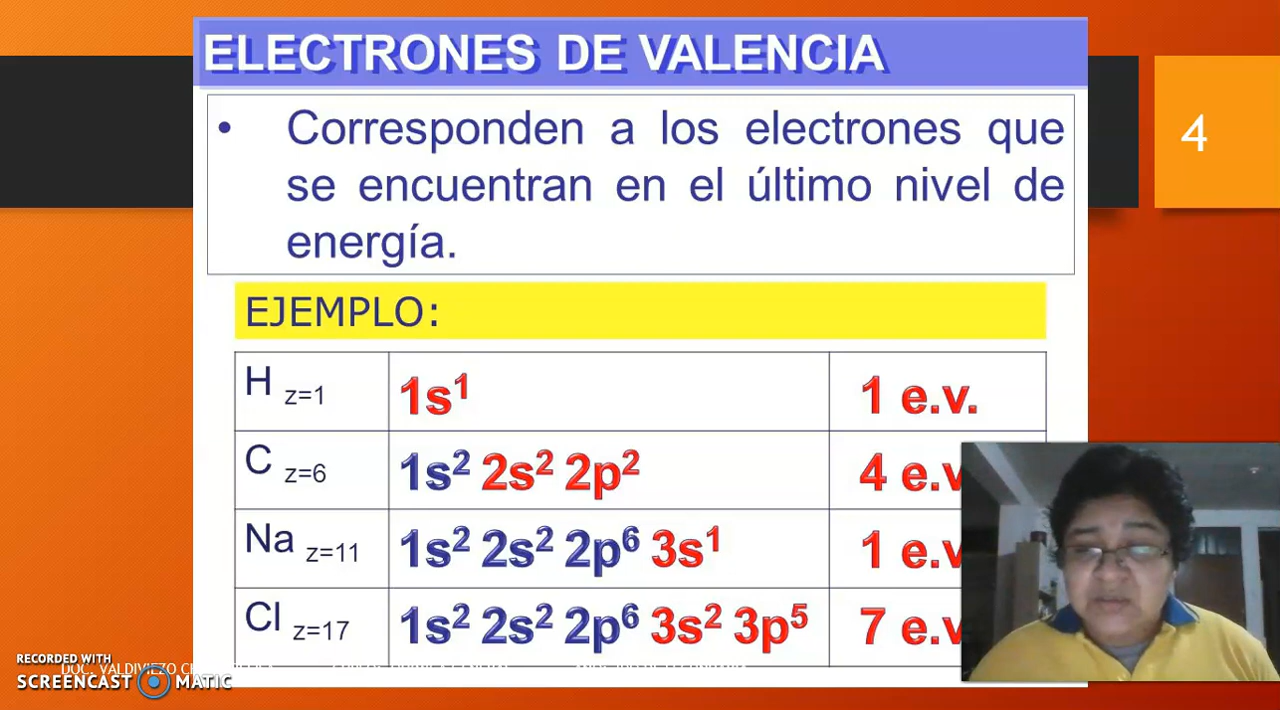 ELECTRONES DE VALENCIA
4
• Corresponden a los electrones que
se encuentran en el último nivel de
energía.
EJEMPLO:
H z=1 1s¹ 1 e.v.
C z=6 1s² 2s² 2p² 4 e.v
Na z=11 1s² 2s² 2p⁶ 3s¹ 1 e.v
Cl z=17 1s² 2s² 2p⁶ 3s² 3p⁵ 7 e.v
DOC. VALDIVIEZO
RECORDED WITH
SCREENCAST MATIC